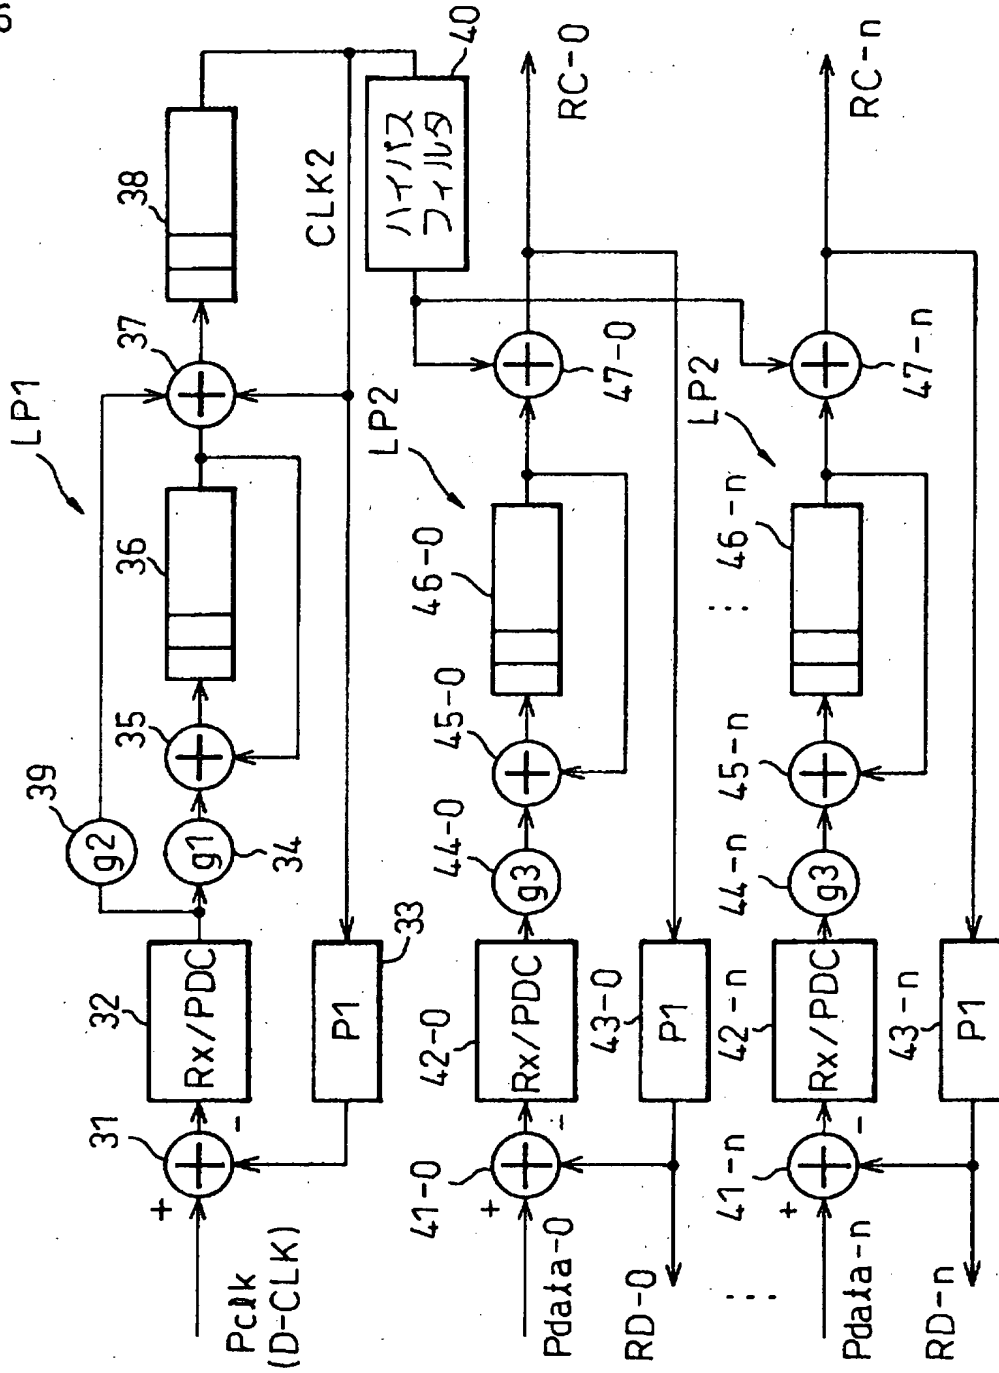 LP1
39
g2
31
32
35
36
37
38
+
-
Rx/PDC
g1
34
Pclk
(D-CLK)
33
P1
CLK2
40
ハイパス
フィルタ
LP2
41-0
42-0
44-0
45-0
46-0
+
-
Rx/PDC
g3
47-0
RC-0
Pdata-0
43-0
P1
RD-0
⋮
⋮
LP2
41-n
42-n
44-n
45-n
46-n
+
-
Rx/PDC
g3
47-n
RC-n
Pdata-n
43-n
P1
RD-n